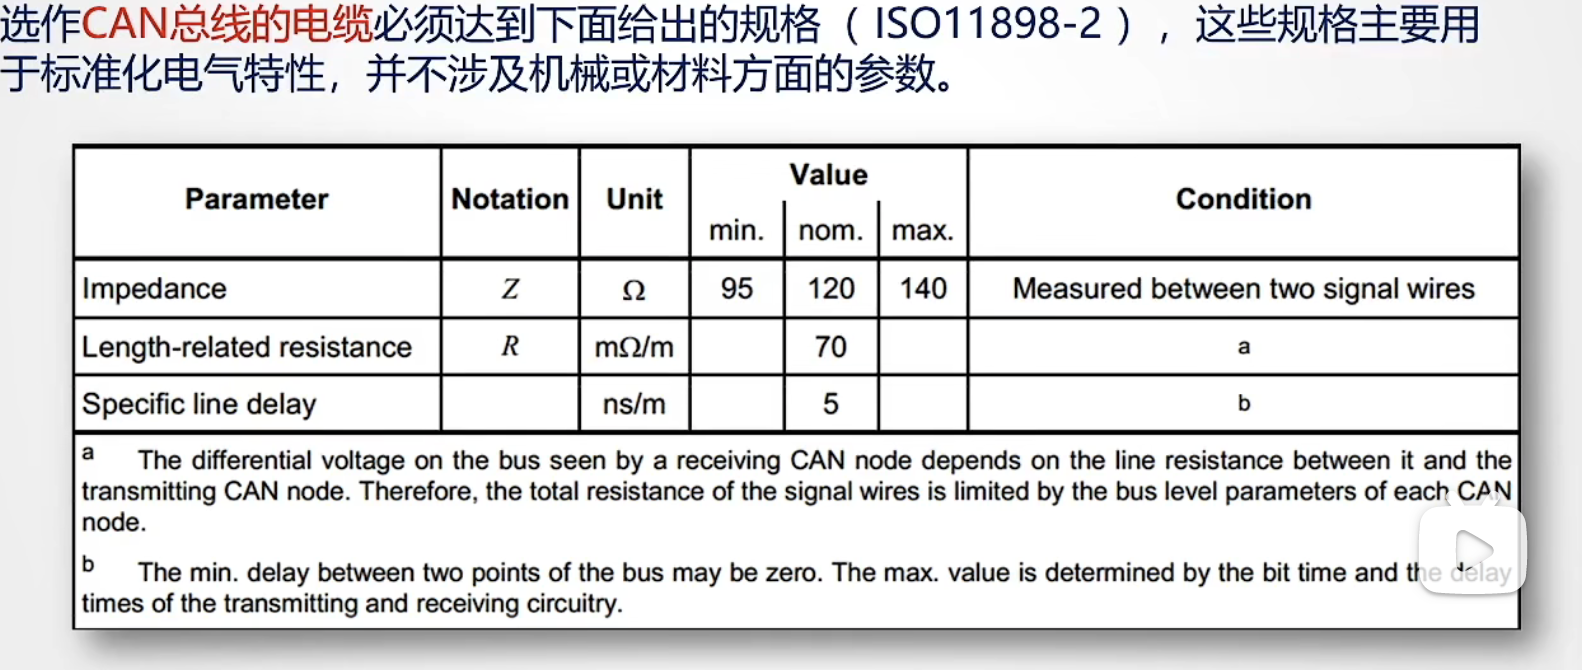 选作CAN总线的电缆必须达到下面给出的规格（ISO11898-2），这些规格主要用
于标准化电气特性，并不涉及机械或材料方面的参数。
Parameter Notation Unit Value Condition
min. nom. max.
Impedance Z Ω 95 120 140 Measured between two signal wires
Length-related resistance R mΩ/m 70 a
Specific line delay ns/m 5 b
a The differential voltage on the bus seen by a receiving CAN node depends on the line resistance between it and the
transmitting CAN node. Therefore, the total resistance of the signal wires is limited by the bus level parameters of each CAN
node.
b The min. delay between two points of the bus may be zero. The max. value is determined by the bit time and the delay
times of the transmitting and receiving circuitry.